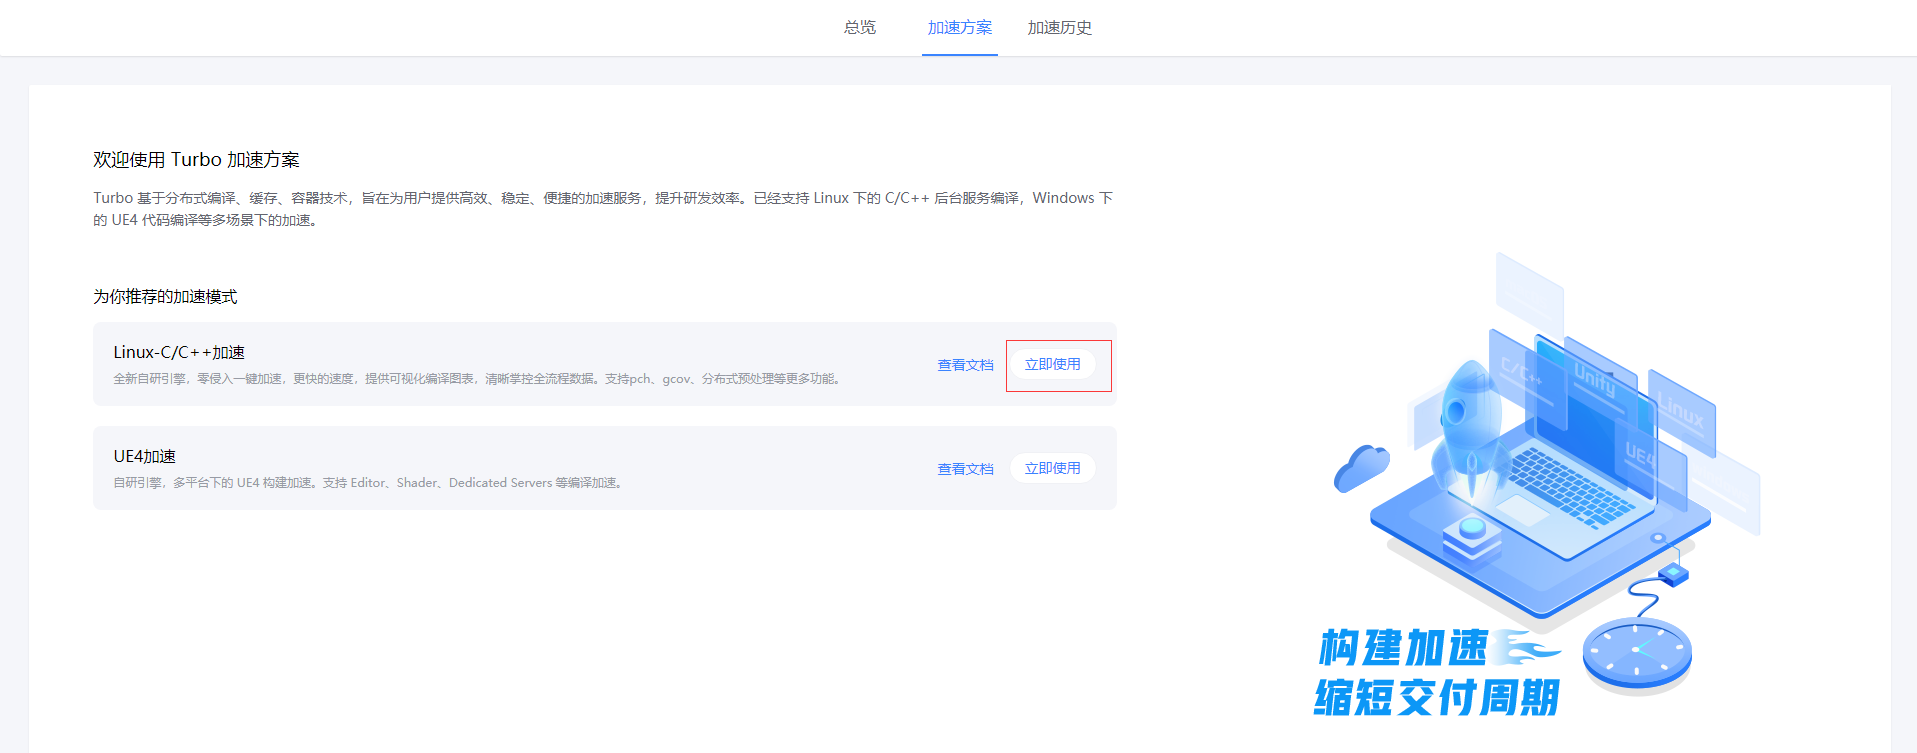 总览
加速方案
加速历史
欢迎使用 Turbo 加速方案
Turbo 基于分布式编译、缓存、容器技术，旨在为用户提供高效、稳定、便捷的加速服务，提升研发效率。已经支持 Linux 下的 C/C++ 后台服务编译，Windows 下
的 UE4 代码编译等多场景下的加速。
为你推荐的加速模式
Linux-C/C++加速
全新自研引擎，零侵入一键加速，更快的速度，提供可视化编译图表，清晰掌控全流程数据。支持pch、gcov、分布式预处理等更多功能。
查看文档
立即使用
UE4加速
自研引擎，多平台下的 UE4 构建加速。支持 Editor、Shader、Dedicated Servers 等编译加速。
查看文档
立即使用
C/C++
Unify
Linux
UE4
构建加速
缩短交付周期